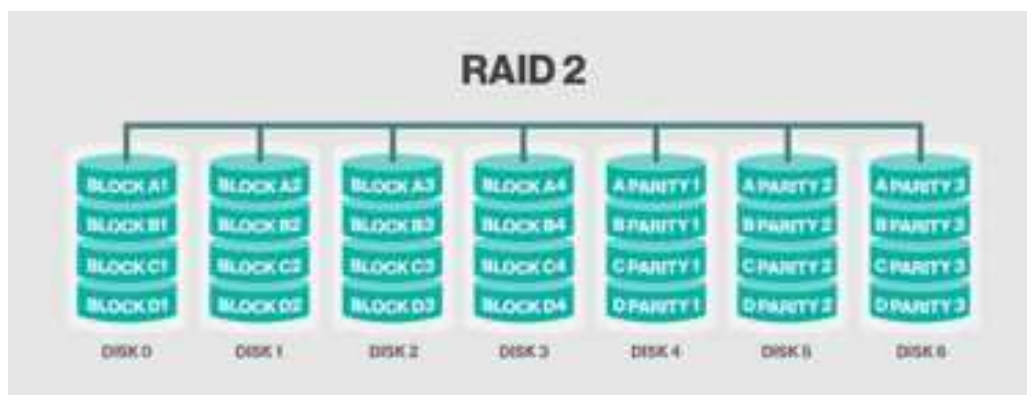 RAID 2
BLOCK A1 BLOCK A2 BLOCK A3 BLOCK A4 A PARITY 1 A PARITY 2 A PARITY 3
BLOCK B1 BLOCK B2 BLOCK B3 BLOCK B4 B PARITY 1 B PARITY 2 B PARITY 3
BLOCK C1 BLOCK C2 BLOCK C3 BLOCK C4 C PARITY 1 C PARITY 2 C PARITY 3
BLOCK D1 BLOCK D2 BLOCK D3 BLOCK D4 D PARITY 1 D PARITY 2 D PARITY 3
DISK 0 DISK 1 DISK 2 DISK 3 DISK 4 DISK 5 DISK 6